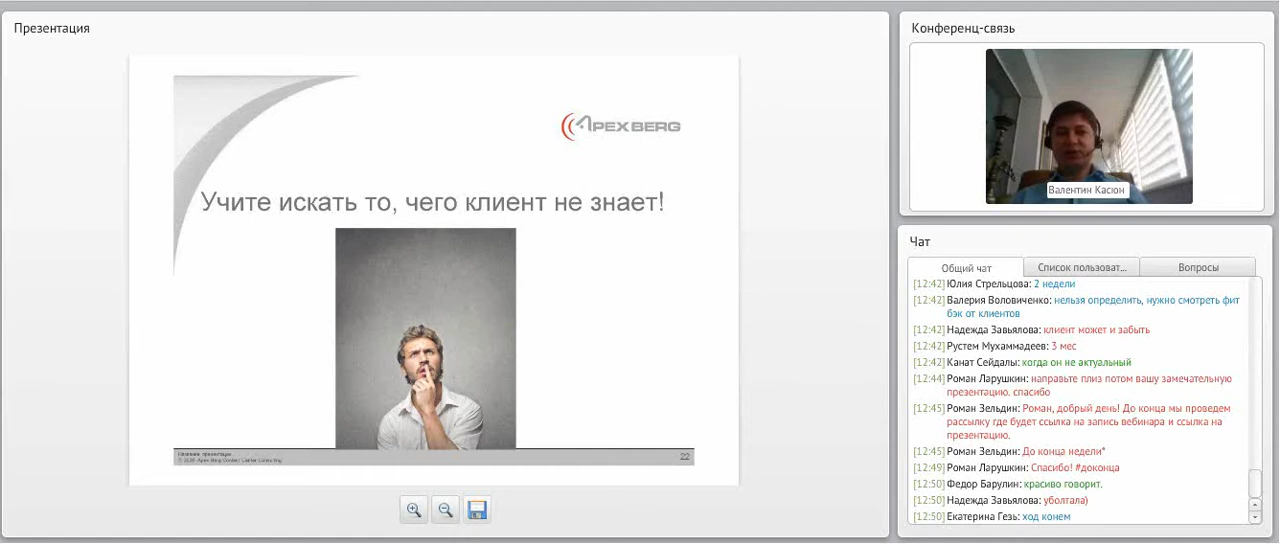 Презентация
APEX BERG
Учите искать то, чего клиент не знает!
22
Конференц-связь
Валентин Касюн
Чат
Общий чат
Список пользоват...
Вопросы
[12:42] Юлия Стрельцова: 2 недели
[12:42] Валерия Воловиченко: нельзя определить, нужно смотреть фит
бэк от клиентов
[12:42] Надежда Завьялова: клиент может и забыть
[12:42] Рустем Мухаммадеев: 3 мес
[12:42] Канат Сейдалы: когда он не актуальный
[12:44] Роман Ларушкин: направьте плиз потом вашу замечательную
презентацию. спасибо
[12:45] Роман Зельдин: Роман, добрый день! До конца мы проведем
рассылку где будет ссылка на запись вебинара и ссылка на
презентацию.
[12:45] Роман Зельдин: До конца недели*
[12:49] Роман Ларушкин: Спасибо! #доконца
[12:50] Федор Барулин: красиво говорит.
[12:50] Надежда Завьялова: уболтала)
[12:50] Екатерина Гезь: ход конем